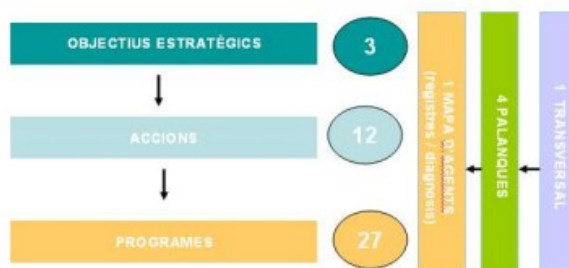 OBJECTIUS ESTRATÈGICS
3
ACCIONS
12
PROGRAMES
27
1 MAPA D'AGENTS
(registres / diagnosis)
4 PALANQUES
1 TRANSVERSAL